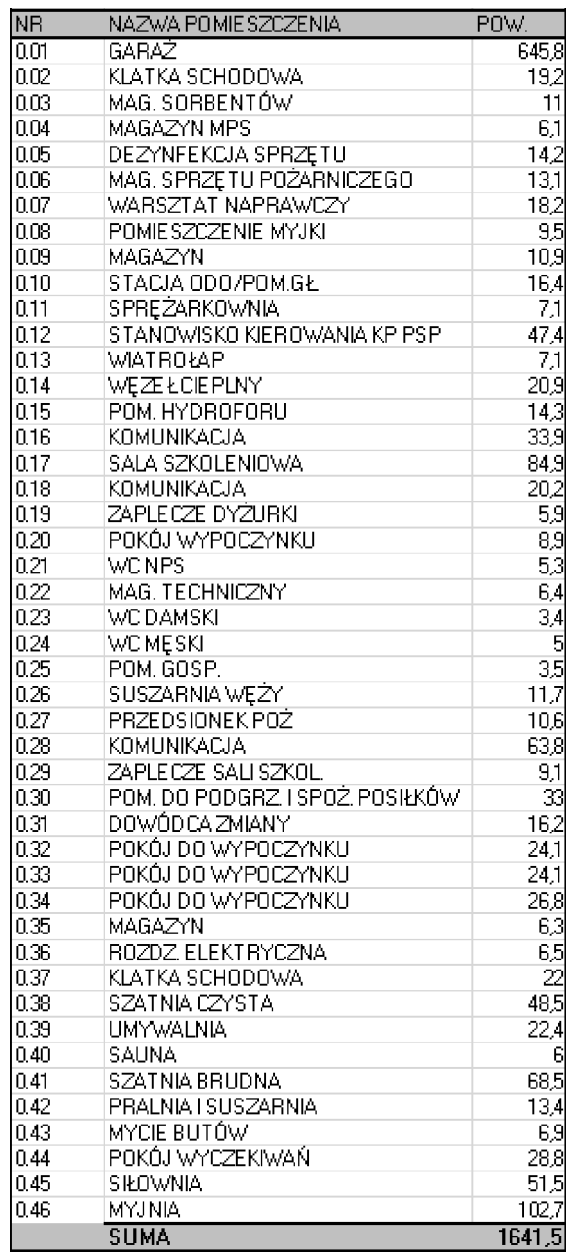 NR NAZWA POMIESZCZENIA POW.
0.01 GARAŻ 645,8
0.02 KLATKA SCHODOWA 19,2
0.03 MAG. SORBENTÓW 11
0.04 MAGAZYN MPS 6,1
0.05 DEZYNFEKCJA SPRZĘTU 14,2
0.06 MAG. SPRZĘTU POŻARNICZEGO 13,1
0.07 WARSZTAT NAPRAWCZY 18,2
0.08 POMIESZCZENIE MYJKI 9,5
0.09 MAGAZYN 10,9
0.10 STACJA ODO/POM.GŁ. 16,4
0.11 SPRĘŻARKOWNIA 7,1
0.12 STANOWISKO KIEROWANIA KP PSP 47,4
0.13 WIATROŁAP 7,1
0.14 WĘZEŁ CIEPLNY 20,9
0.15 POM. HYDROFORU 14,3
0.16 KOMUNIKACJA 33,9
0.17 SALA SZKOLENIOWA 84,9
0.18 KOMUNIKACJA 20,2
0.19 ZAPLECZE DYŻURKI 5,9
0.20 POKÓJ WYPOCZYNKU 8,9
0.21 WC NPS 5,3
0.22 MAG. TECHNICZNY 6,4
0.23 WC DAMSKI 3,4
0.24 WC MĘSKI 5
0.25 POM. GOSP. 3,5
0.26 SUSZARNIA WĘŻY 11,7
0.27 PRZEDSIONEK POŻ 10,6
0.28 KOMUNIKACJA 63,8
0.29 ZAPLECZE SALI SZKOL. 9,1
0.30 POM. DO PODGRZ. I SPOŻ. POSIŁKÓW 33
0.31 DOWÓDCA ZMIANY 16,2
0.32 POKÓJ DO WYPOCZYNKU 24,1
0.33 POKÓJ DO WYPOCZYNKU 24,1
0.34 POKÓJ DO WYPOCZYNKU 26,8
0.35 MAGAZYN 6,3
0.36 ROZDZ. ELEKTRYCZNA 6,5
0.37 KLATKA SCHODOWA 22
0.38 SZATNIA CZYSTA 48,5
0.39 UMYWALNIA 22,4
0.40 SAUNA 6
0.41 SZATNIA BRUDNA 68,5
0.42 PRALNIA I SUSZARNIA 13,4
0.43 MYCIE BUTÓW 6,9
0.44 POKÓJ WYCZEKIWAŃ 28,8
0.45 SIŁOWNIA 51,5
0.46 MYJNIA 102,7
SUMA 1641,5